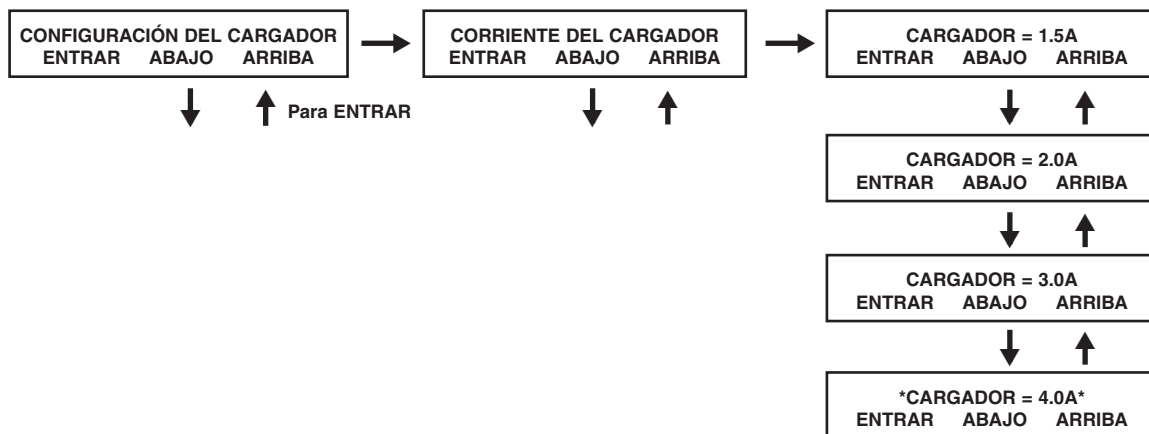 CONFIGURACIÓN DEL CARGADOR
ENTRAR ABAJO ARRIBA
Para ENTRAR
CORRIENTE DEL CARGADOR
ENTRAR ABAJO ARRIBA
CARGADOR = 1.5A
ENTRAR ABAJO ARRIBA
CARGADOR = 2.0A
ENTRAR ABAJO ARRIBA
CARGADOR = 3.0A
ENTRAR ABAJO ARRIBA
*CARGADOR = 4.0A*
ENTRAR ABAJO ARRIBA